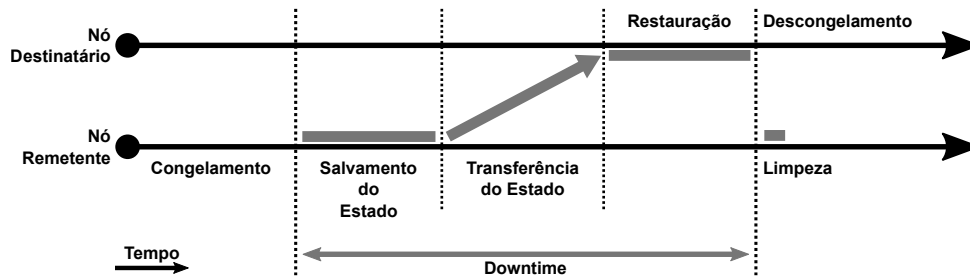 Restauração
Descongelamento
Nó
Destinatário
Nó
Remetente
Congelamento
Salvamento
do
Estado
Transferência
do Estado
Limpeza
Tempo
Downtime